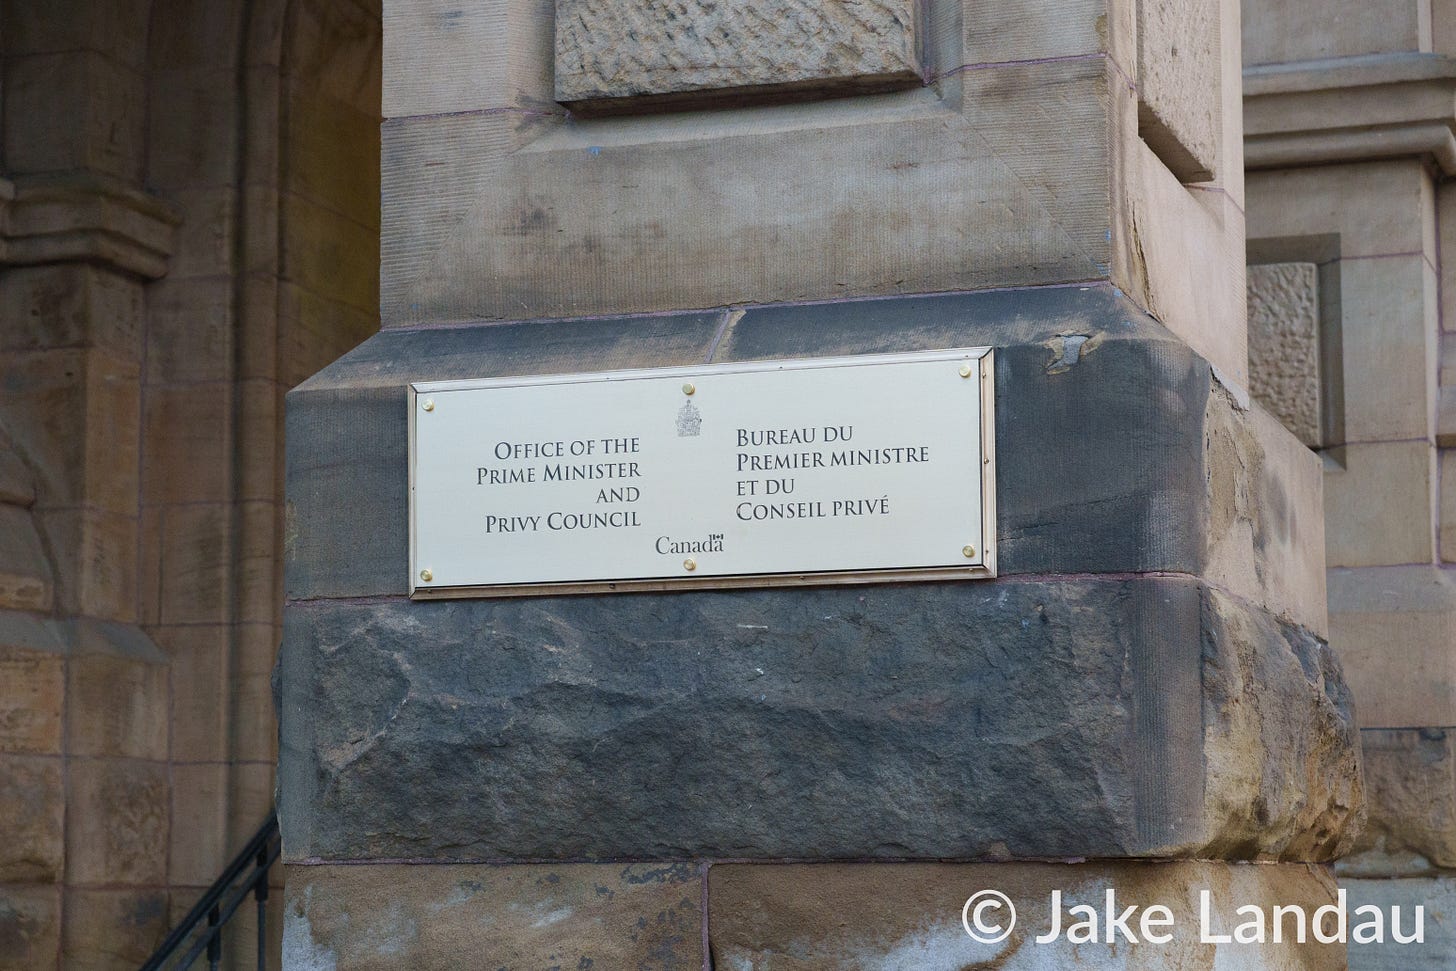 OFFICE OF THE
PRIME MINISTER
AND
PRIVY COUNCIL
BUREAU DU
PREMIER MINISTRE
ET DU
CONSEIL PRIVÉ
Canada
© Jake Landau